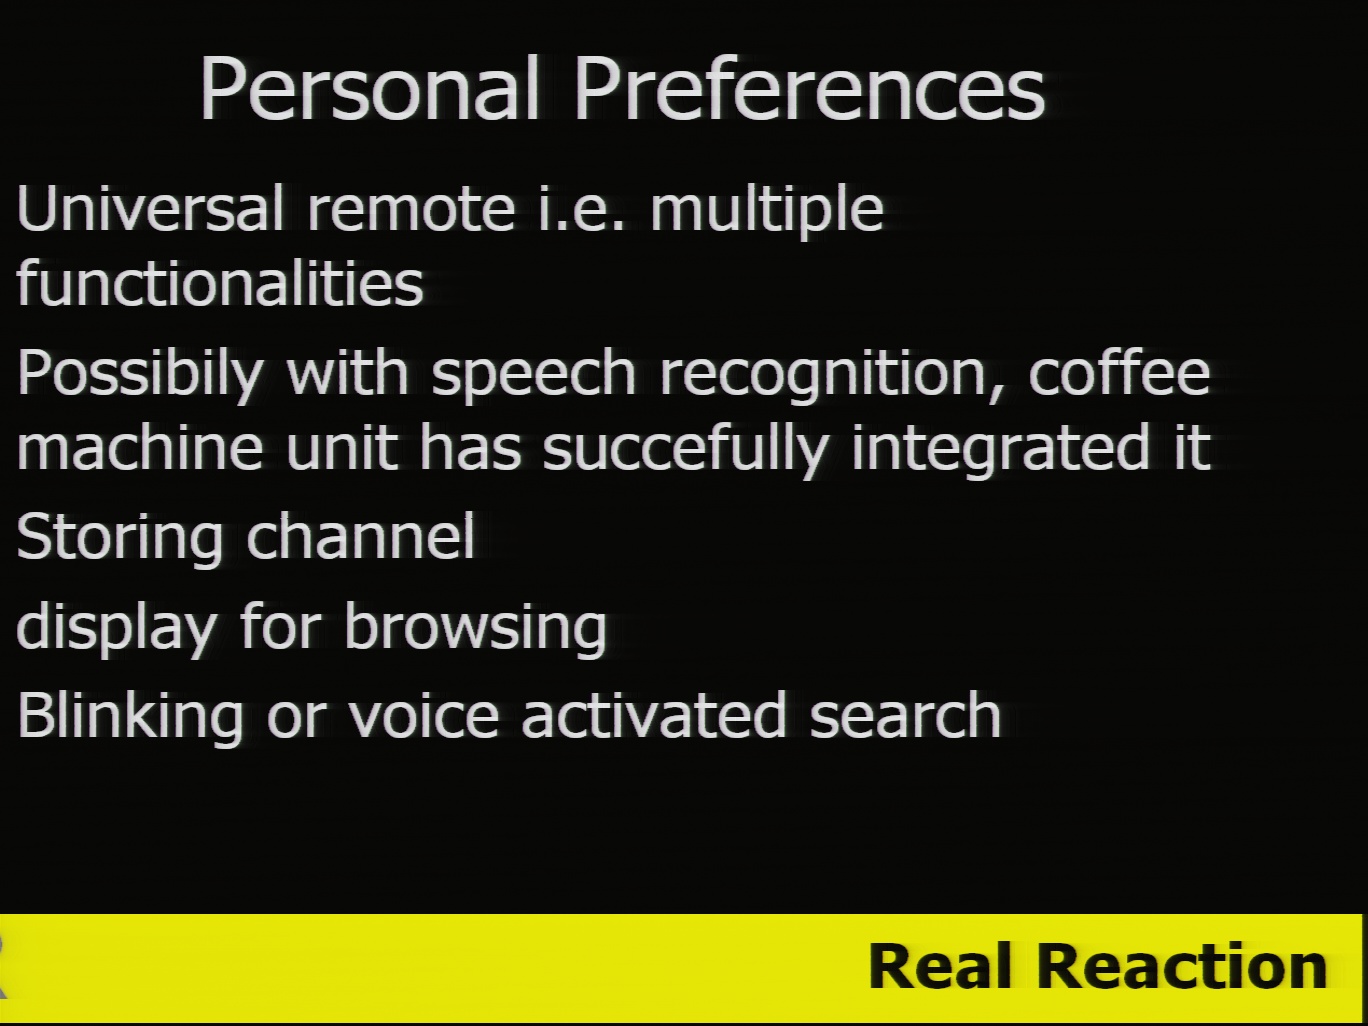 Personal Preferences
Universal remote i.e. multiple
functionalities
Possibily with speech recognition, coffee
machine unit has succefully integrated it
Storing channel
display for browsing
Blinking or voice activated search
Real Reaction